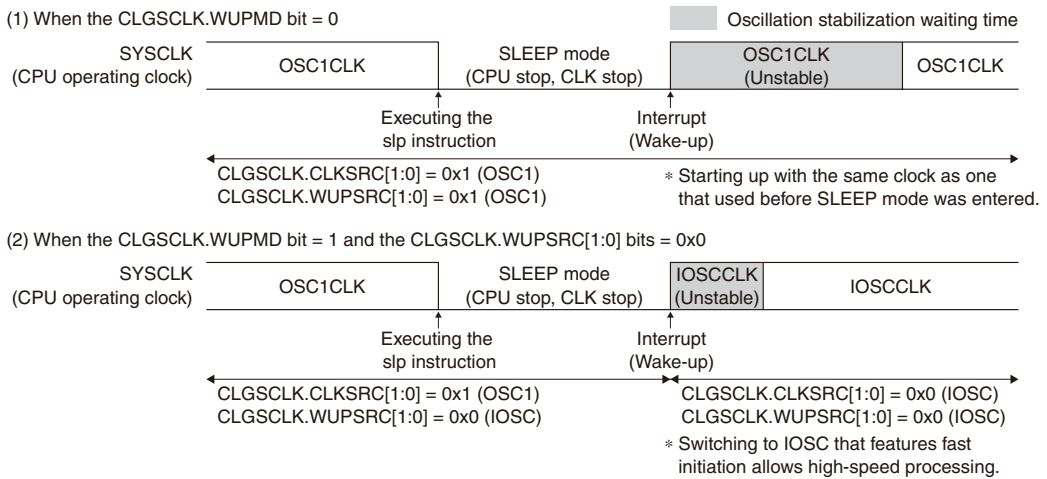 (1) When the CLGSCLK.WUPMD bit = 0
Oscillation stabilization waiting time
SYSCLK
(CPU operating clock)
OSC1CLK
SLEEP mode
(CPU stop, CLK stop)
OSC1CLK
(Unstable)
OSC1CLK
Executing the
slp instruction
Interrupt
(Wake-up)
CLGSCLK.CLKSRC[1:0] = 0x1 (OSC1)
CLGSCLK.WUPSRC[1:0] = 0x1 (OSC1)
* Starting up with the same clock as one
that used before SLEEP mode was entered.
(2) When the CLGSCLK.WUPMD bit = 1 and the CLGSCLK.WUPSRC[1:0] bits = 0x0
SYSCLK
(CPU operating clock)
OSC1CLK
SLEEP mode
(CPU stop, CLK stop)
IOSCCLK
(Unstable)
IOSCCLK
Executing the
slp instruction
Interrupt
(Wake-up)
CLGSCLK.CLKSRC[1:0] = 0x1 (OSC1)
CLGSCLK.WUPSRC[1:0] = 0x0 (IOSC)
CLGSCLK.CLKSRC[1:0] = 0x0 (IOSC)
CLGSCLK.WUPSRC[1:0] = 0x0 (IOSC)
* Switching to IOSC that features fast
initiation allows high-speed processing.